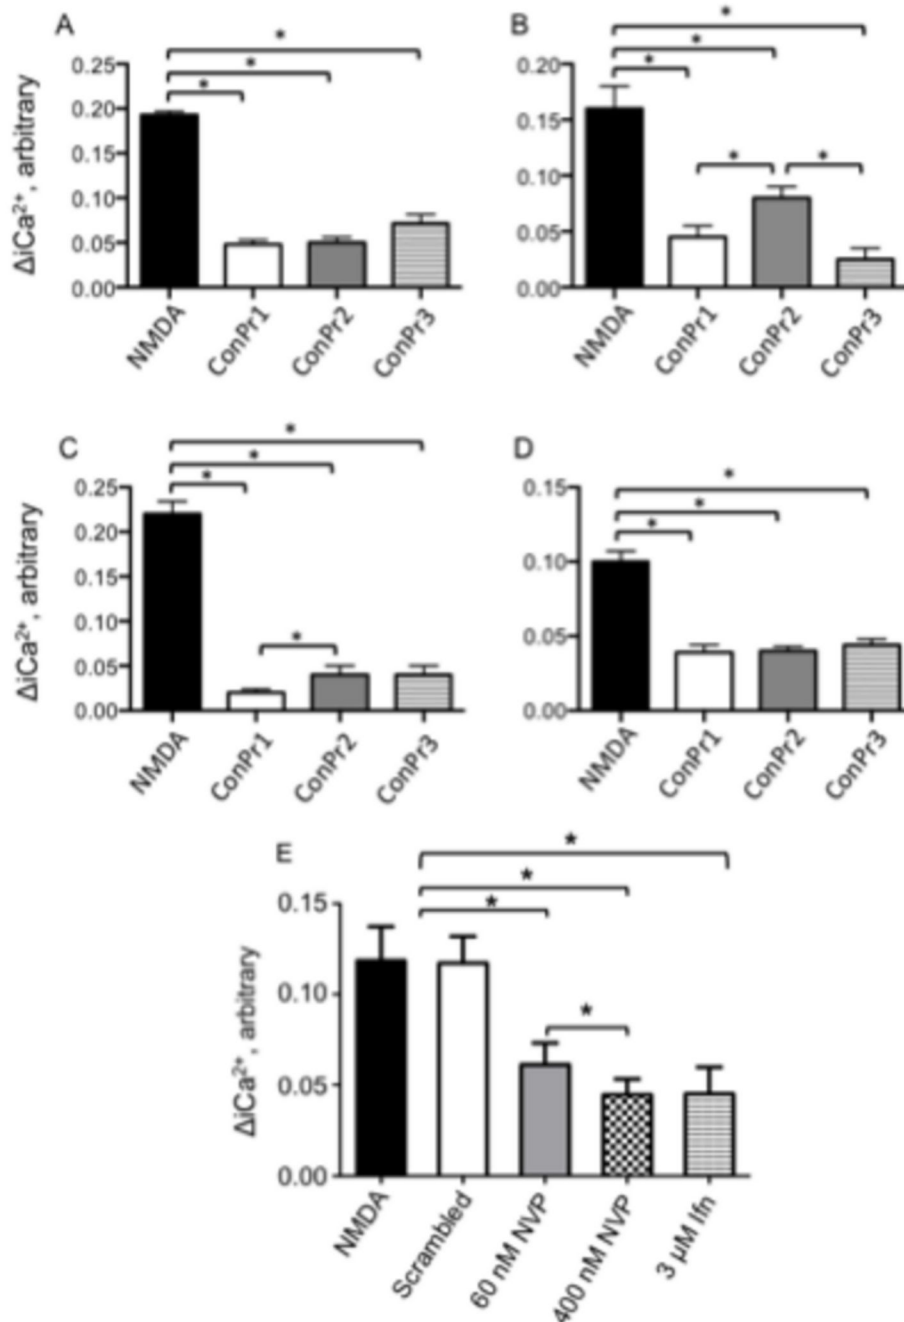 A
ΔiCa²⁺, arbitrary
0.25
0.20
0.15
0.10
0.05
0.00
*
*
*
NMDA
ConPr1
ConPr2
ConPr3
B
0.20
0.15
0.10
0.05
0.00
*
*
*
*
*
NMDA
ConPr1
ConPr2
ConPr3
C
ΔiCa²⁺, arbitrary
0.25
0.20
0.15
0.10
0.05
0.00
*
*
*
*
NMDA
ConPr1
ConPr2
ConPr3
D
0.15
0.10
0.05
0.00
*
*
*
NMDA
ConPr1
ConPr2
ConPr3
E
ΔiCa²⁺, arbitrary
0.15
0.10
0.05
0.00
*
*
*
*
NMDA
Scrambled
60 nM NVP
400 nM NVP
3 μM Ifn